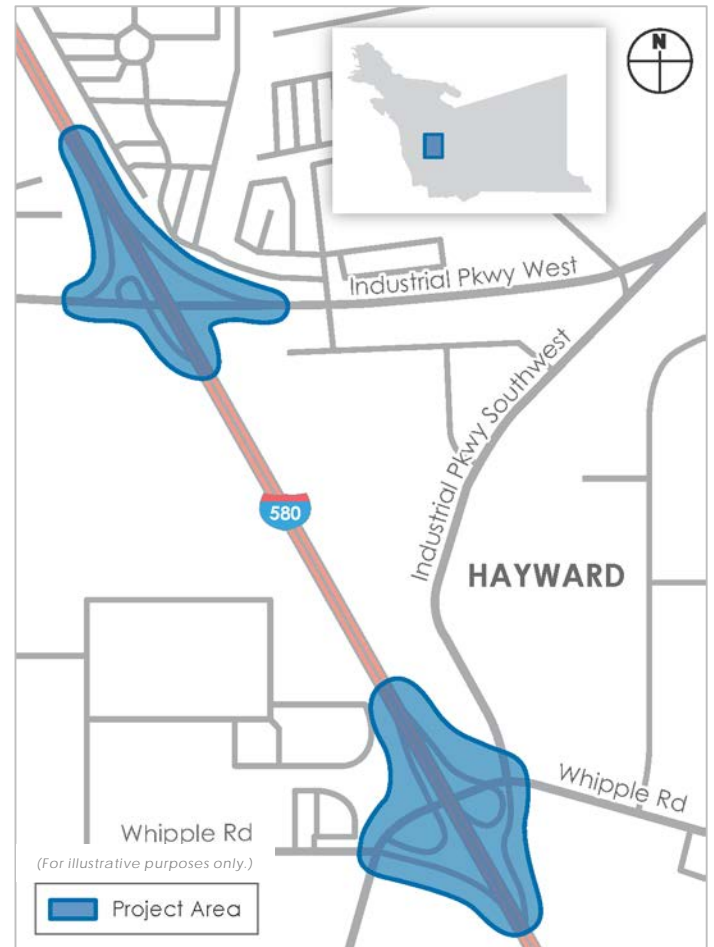 N
Industrial Pkwy West
Industrial Pkwy Southwest
580
HAYWARD
Whipple Rd
Whipple Rd
(For illustrative purposes only.)
Project Area